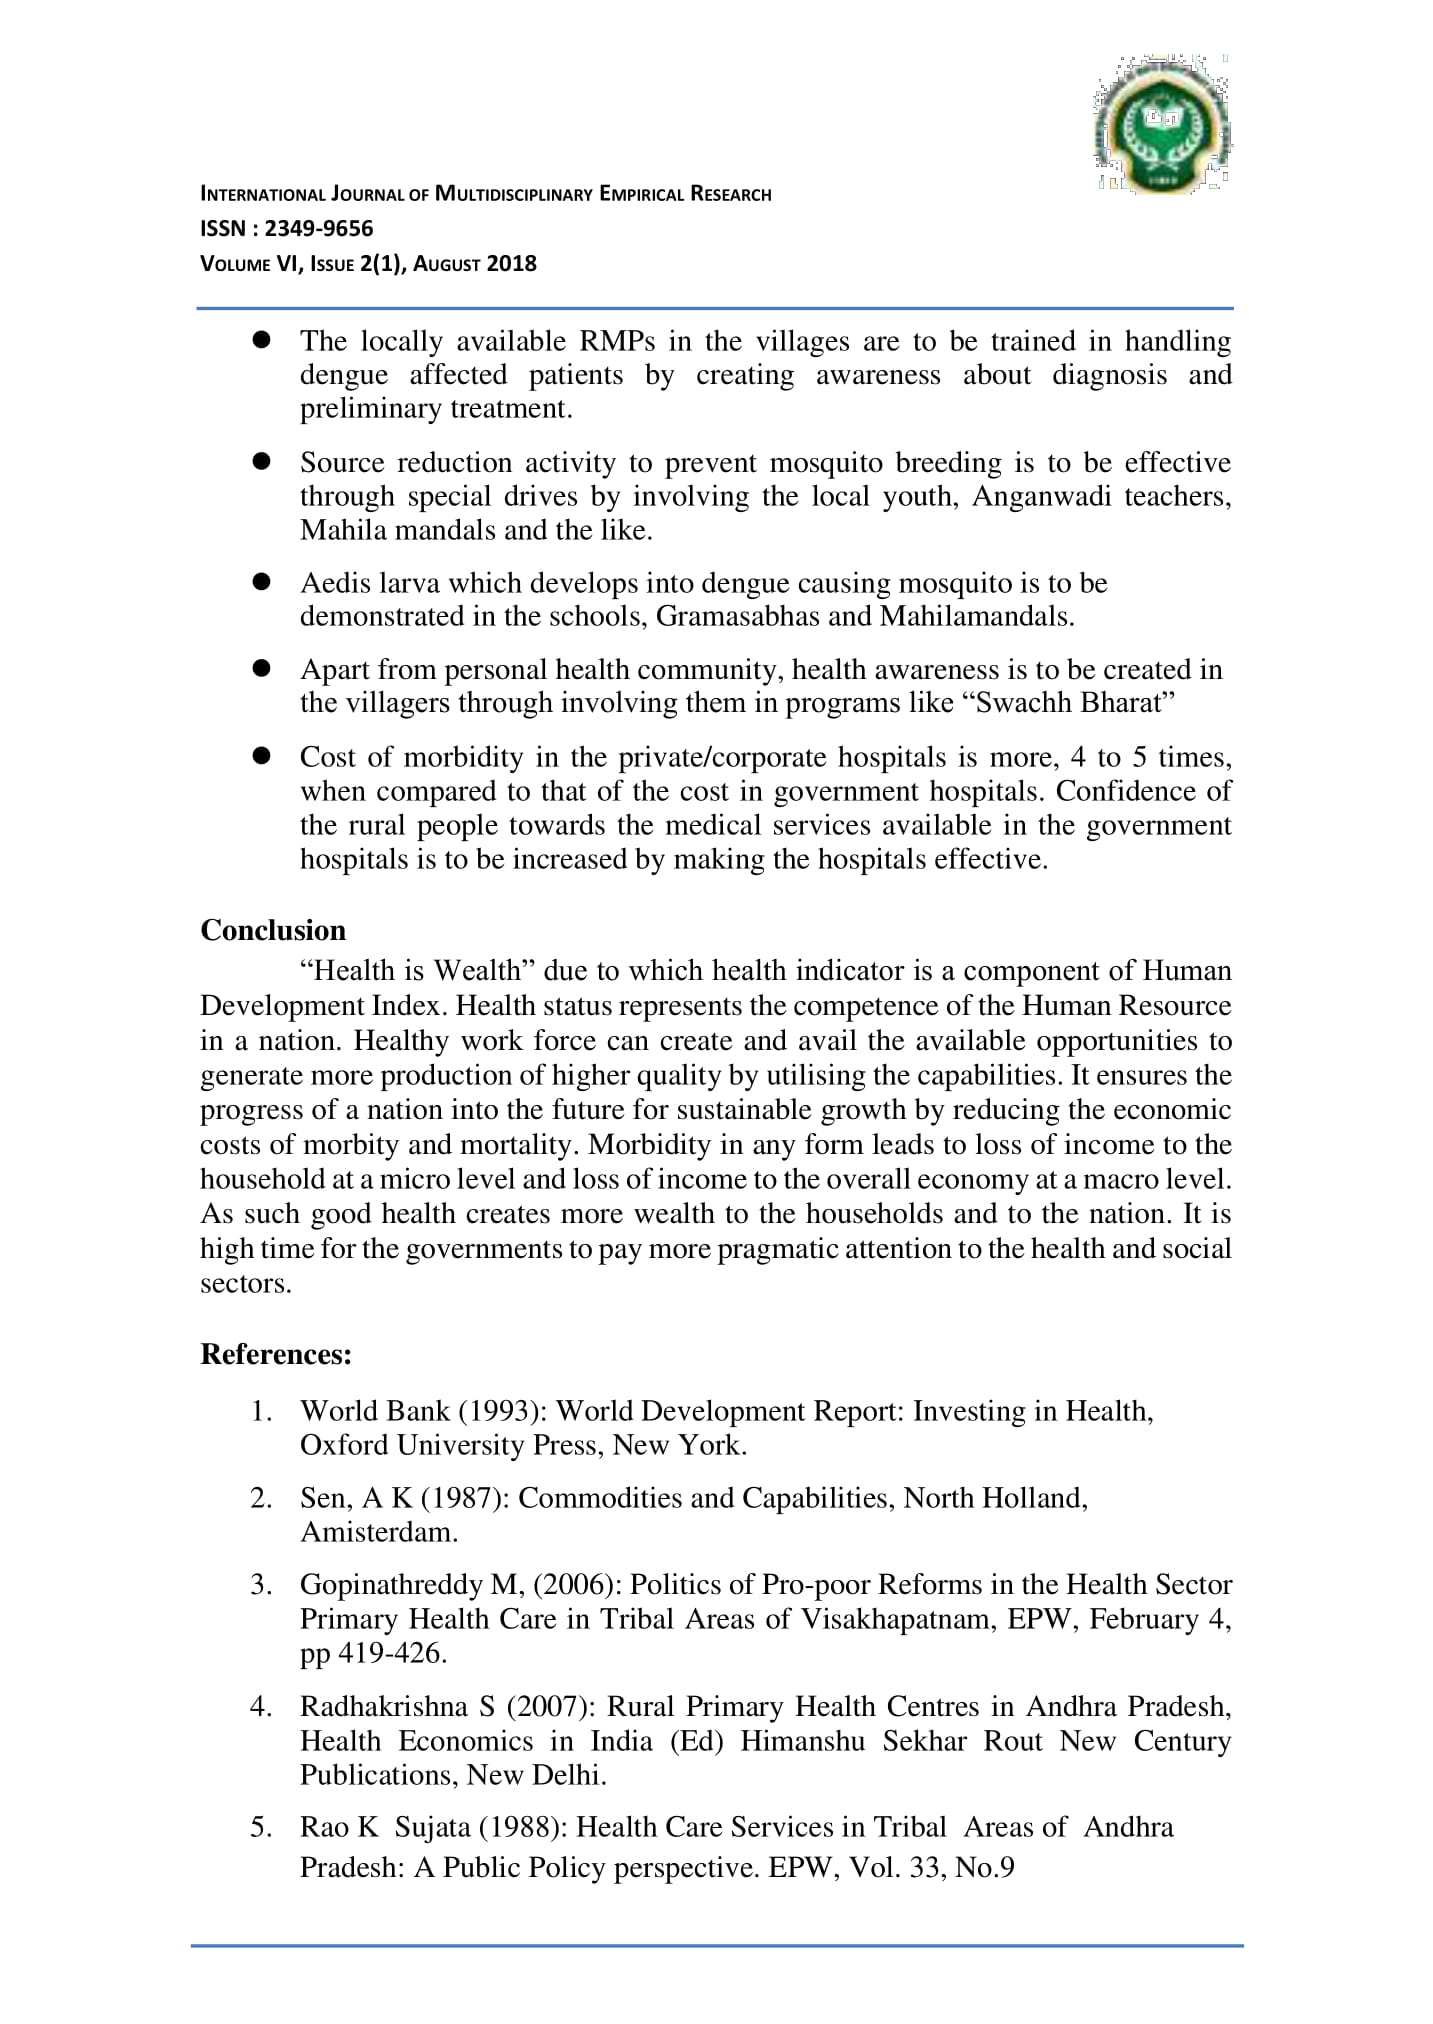 INTERNATIONAL JOURNAL OF MULTIDISCIPLINARY EMPIRICAL RESEARCH
ISSN : 2349-9656
VOLUME VI, ISSUE 2(1), AUGUST 2018
● The locally available RMPs in the villages are to be trained in handling
dengue affected patients by creating awareness about diagnosis and
preliminary treatment.
● Source reduction activity to prevent mosquito breeding is to be effective
through special drives by involving the local youth, Anganwadi teachers,
Mahila mandals and the like.
● Aedis larva which develops into dengue causing mosquito is to be
demonstrated in the schools, Gramasabhas and Mahilamandals.
● Apart from personal health community, health awareness is to be created in
the villagers through involving them in programs like “Swachh Bharat”
● Cost of morbidity in the private/corporate hospitals is more, 4 to 5 times,
when compared to that of the cost in government hospitals. Confidence of
the rural people towards the medical services available in the government
hospitals is to be increased by making the hospitals effective.
Conclusion
“Health is Wealth” due to which health indicator is a component of Human
Development Index. Health status represents the competence of the Human Resource
in a nation. Healthy work force can create and avail the available opportunities to
generate more production of higher quality by utilising the capabilities. It ensures the
progress of a nation into the future for sustainable growth by reducing the economic
costs of morbity and mortality. Morbidity in any form leads to loss of income to the
household at a micro level and loss of income to the overall economy at a macro level.
As such good health creates more wealth to the households and to the nation. It is
high time for the governments to pay more pragmatic attention to the health and social
sectors.
References:
1. World Bank (1993): World Development Report: Investing in Health,
Oxford University Press, New York.
2. Sen, A K (1987): Commodities and Capabilities, North Holland,
Amisterdam.
3. Gopinathreddy M, (2006): Politics of Pro-poor Reforms in the Health Sector
Primary Health Care in Tribal Areas of Visakhapatnam, EPW, February 4,
pp 419-426.
4. Radhakrishna S (2007): Rural Primary Health Centres in Andhra Pradesh,
Health Economics in India (Ed) Himanshu Sekhar Rout New Century
Publications, New Delhi.
5. Rao K Sujata (1988): Health Care Services in Tribal Areas of Andhra
Pradesh: A Public Policy perspective. EPW, Vol. 33, No.9